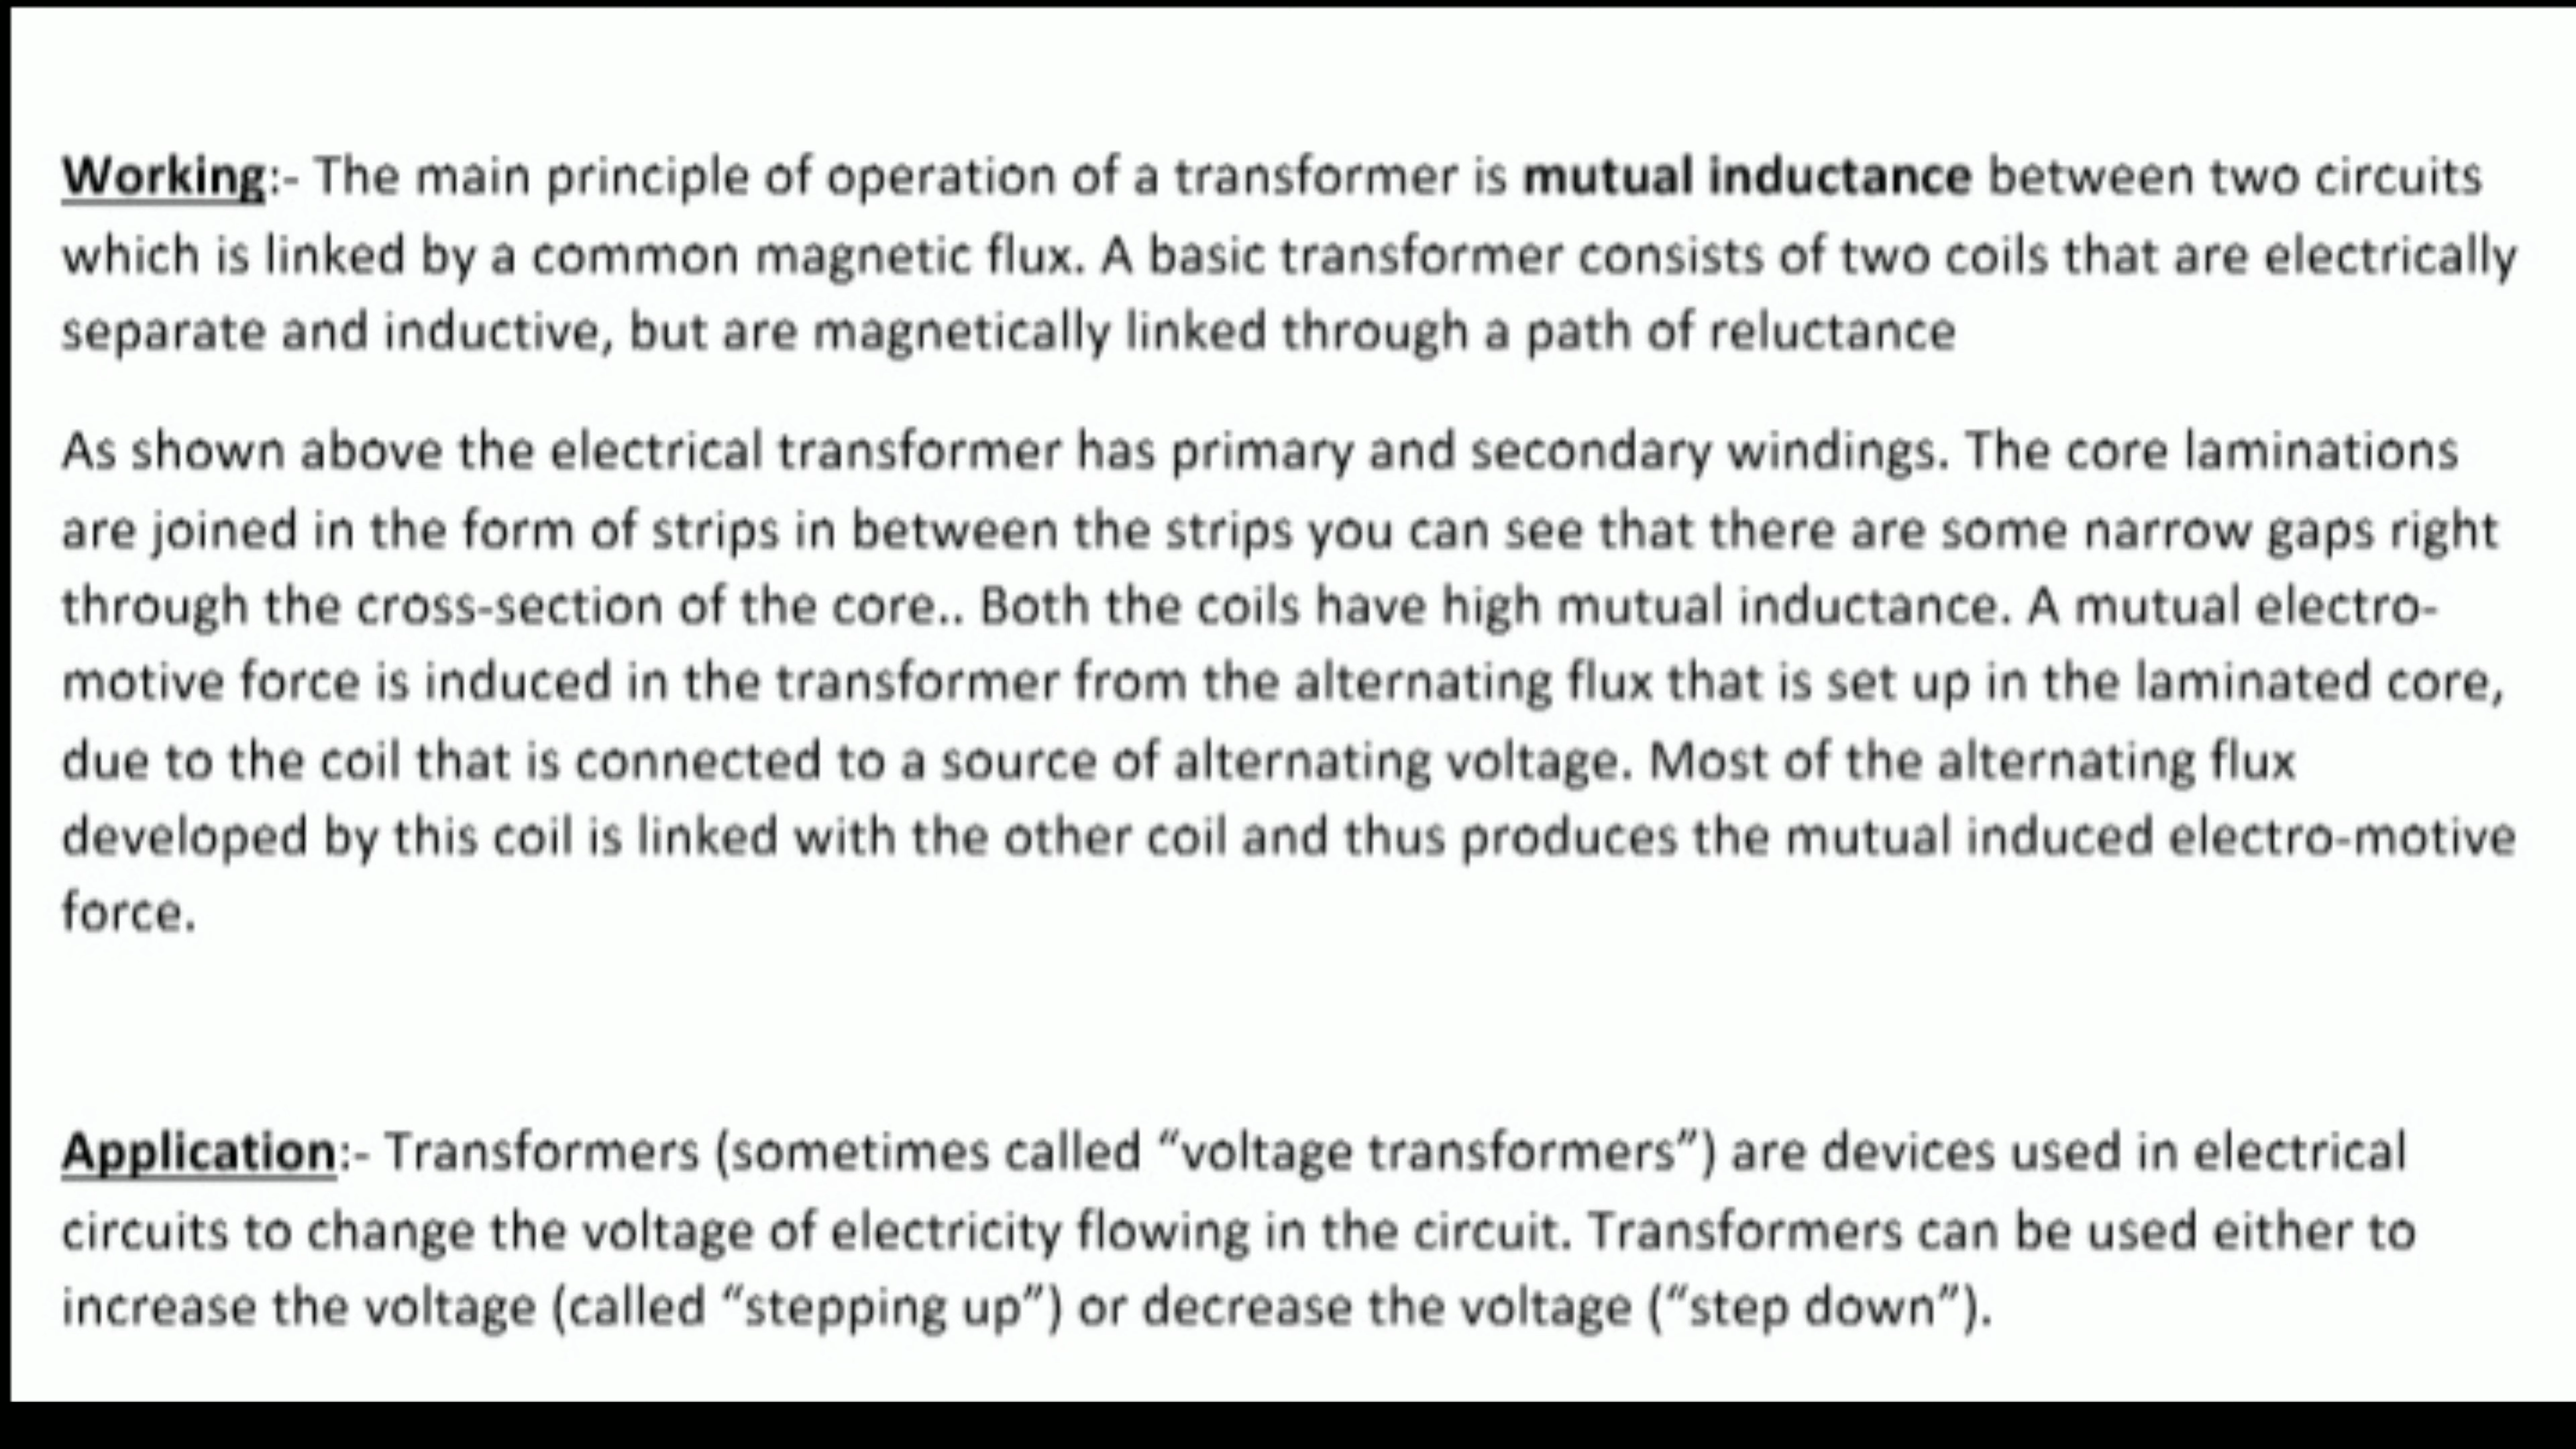 Working:- The main principle of operation of a transformer is mutual inductance between two circuits
which is linked by a common magnetic flux. A basic transformer consists of two coils that are electrically
separate and inductive, but are magnetically linked through a path of reluctance
As shown above the electrical transformer has primary and secondary windings. The core laminations
are joined in the form of strips in between the strips you can see that there are some narrow gaps right
through the cross-section of the core.. Both the coils have high mutual inductance. A mutual electro-
motive force is induced in the transformer from the alternating flux that is set up in the laminated core,
due to the coil that is connected to a source of alternating voltage. Most of the alternating flux
developed by this coil is linked with the other coil and thus produces the mutual induced electro-motive
force.
Application:- Transformers (sometimes called “voltage transformers”) are devices used in electrical
circuits to change the voltage of electricity flowing in the circuit. Transformers can be used either to
increase the voltage (called “stepping up”) or decrease the voltage (“step down”).